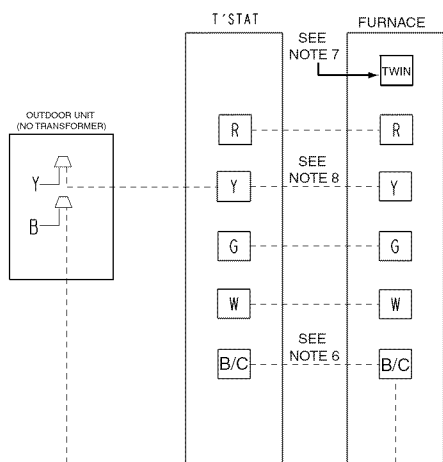 T'STAT
FURNACE
SEE
NOTE 7
TWIN
OUTDOOR UNIT
(NO TRANSFORMER)
R
R
Y
SEE
NOTE 8
Y
Y
B
G
G
W
W
SEE
NOTE 6
B/C
B/C